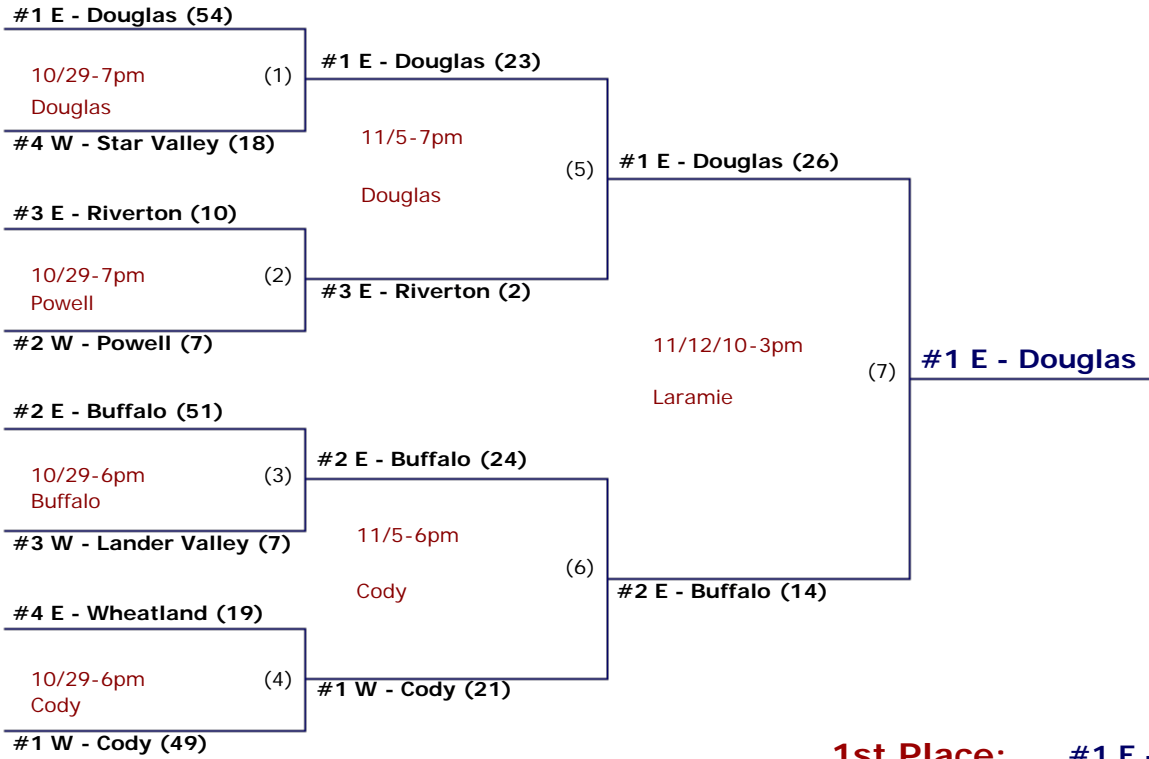 #1 E - Douglas (54)
10/29-7pm (1)
Douglas
#4 W - Star Valley (18)
#1 E - Douglas (23)
11/5-7pm
(5)
Douglas
#3 E - Riverton (10)
10/29-7pm (2)
Powell
#2 W - Powell (7)
#3 E - Riverton (2)
#1 E - Douglas (26)
11/12/10-3pm
(7)
Laramie
#1 E - Douglas
#2 E - Buffalo (51)
10/29-6pm (3)
Buffalo
#3 W - Lander Valley (7)
#2 E - Buffalo (24)
11/5-6pm
(6)
Cody
#2 E - Buffalo (14)
#4 E - Wheatland (19)
10/29-6pm (4)
Cody
#1 W - Cody (49)
#1 W - Cody (21)
1st Place: #1 E -